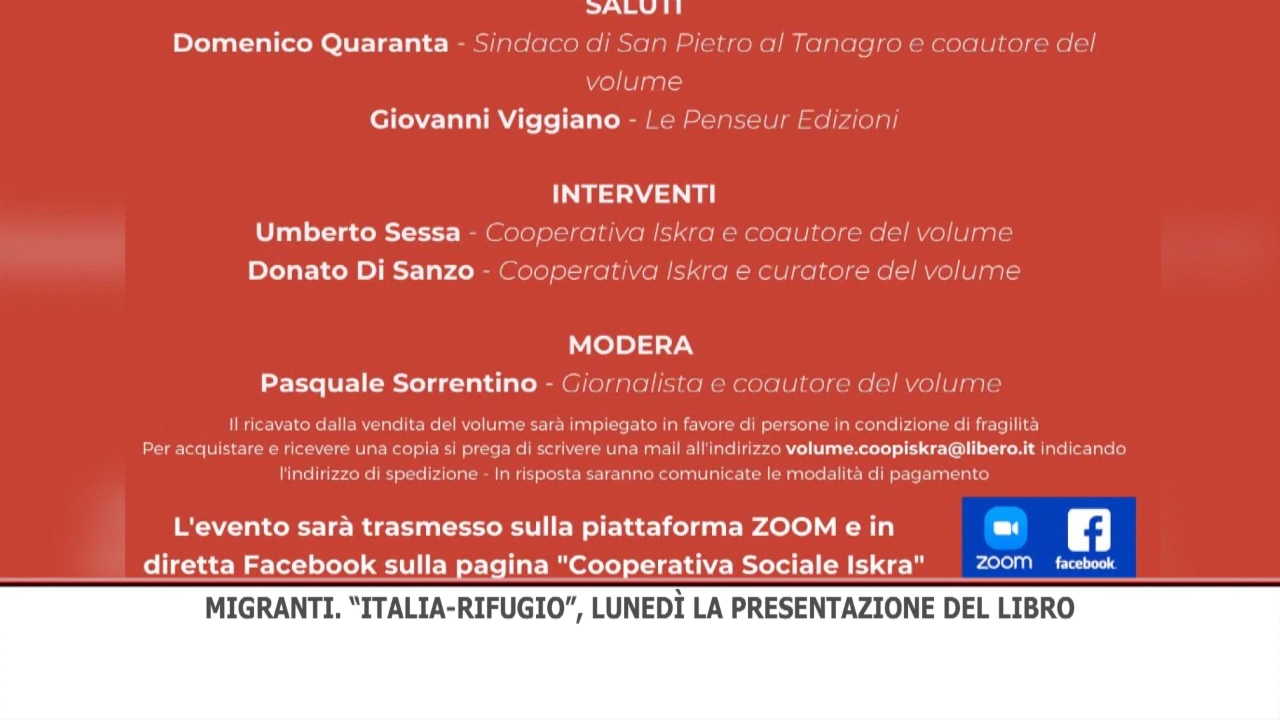 SALUTI
Domenico Quaranta - Sindaco di San Pietro al Tanagro e coautore del
volume
Giovanni Viggiano - Le Penseur Edizioni
INTERVENTI
Umberto Sessa - Cooperativa Iskra e coautore del volume
Donato Di Sanzo - Cooperativa Iskra e curatore del volume
MODERA
Pasquale Sorrentino - Giornalista e coautore del volume
Il ricavato dalla vendita del volume sarà impiegato in favore di persone in condizione di fragilità
Per acquistare e ricevere una copia si prega di scrivere una mail all'indirizzo volume.coopiskra@libero.it indicando
l'indirizzo di spedizione - In risposta saranno comunicate le modalità di pagamento
L'evento sarà trasmesso sulla piattaforma ZOOM e in
diretta Facebook sulla pagina "Cooperativa Sociale Iskra"
zoom facebook
MIGRANTI. “ITALIA-RIFUGIO”, LUNEDÌ LA PRESENTAZIONE DEL LIBRO